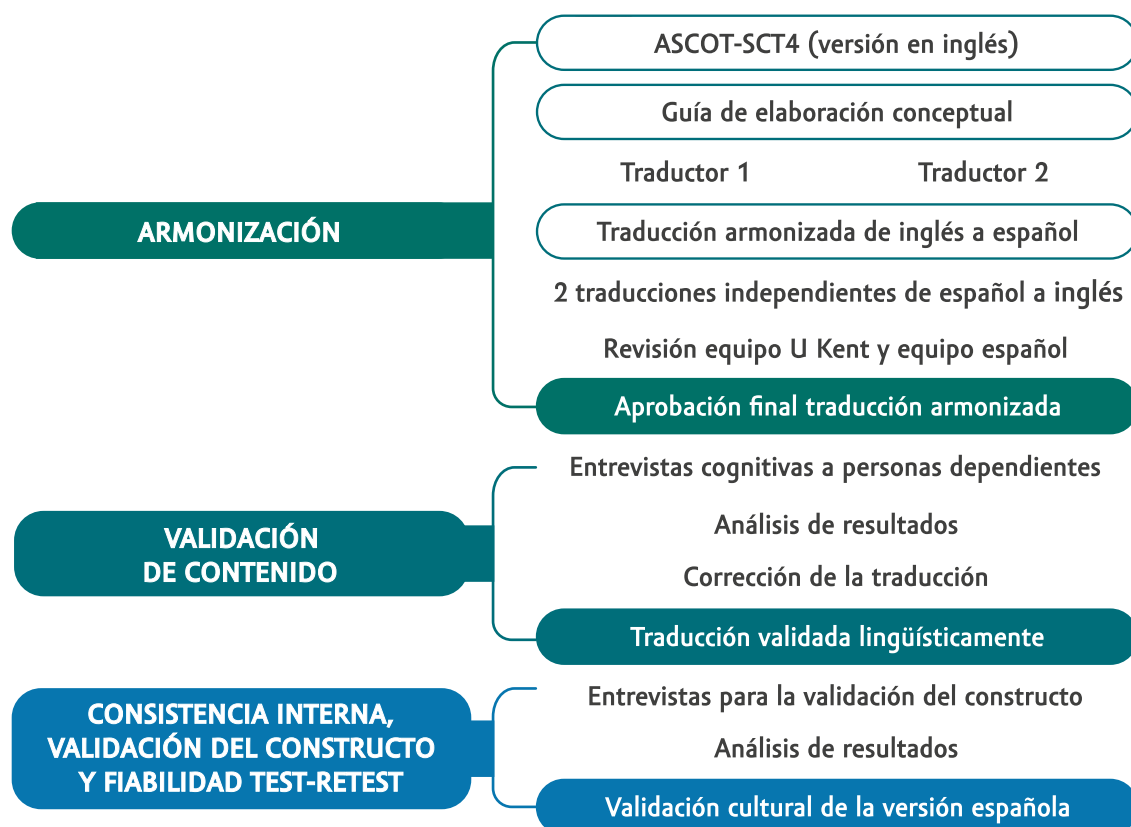 ARMONIZACIÓN
ASCOT-SCT4 (versión en inglés)
Guía de elaboración conceptual
Traductor 1
Traductor 2
Traducción armonizada de inglés a español
2 traducciones independientes de español a inglés
Revisión equipo U Kent y equipo español
Aprobación final traducción armonizada
VALIDACIÓN
DE CONTENIDO
Entrevistas cognitivas a personas dependientes
Análisis de resultados
Corrección de la traducción
Traducción validada lingüísticamente
CONSISTENCIA INTERNA,
VALIDACIÓN DEL CONSTRUCTO
Y FIABILIDAD TEST-RETEST
Entrevistas para la validación del constructo
Análisis de resultados
Validación cultural de la versión española